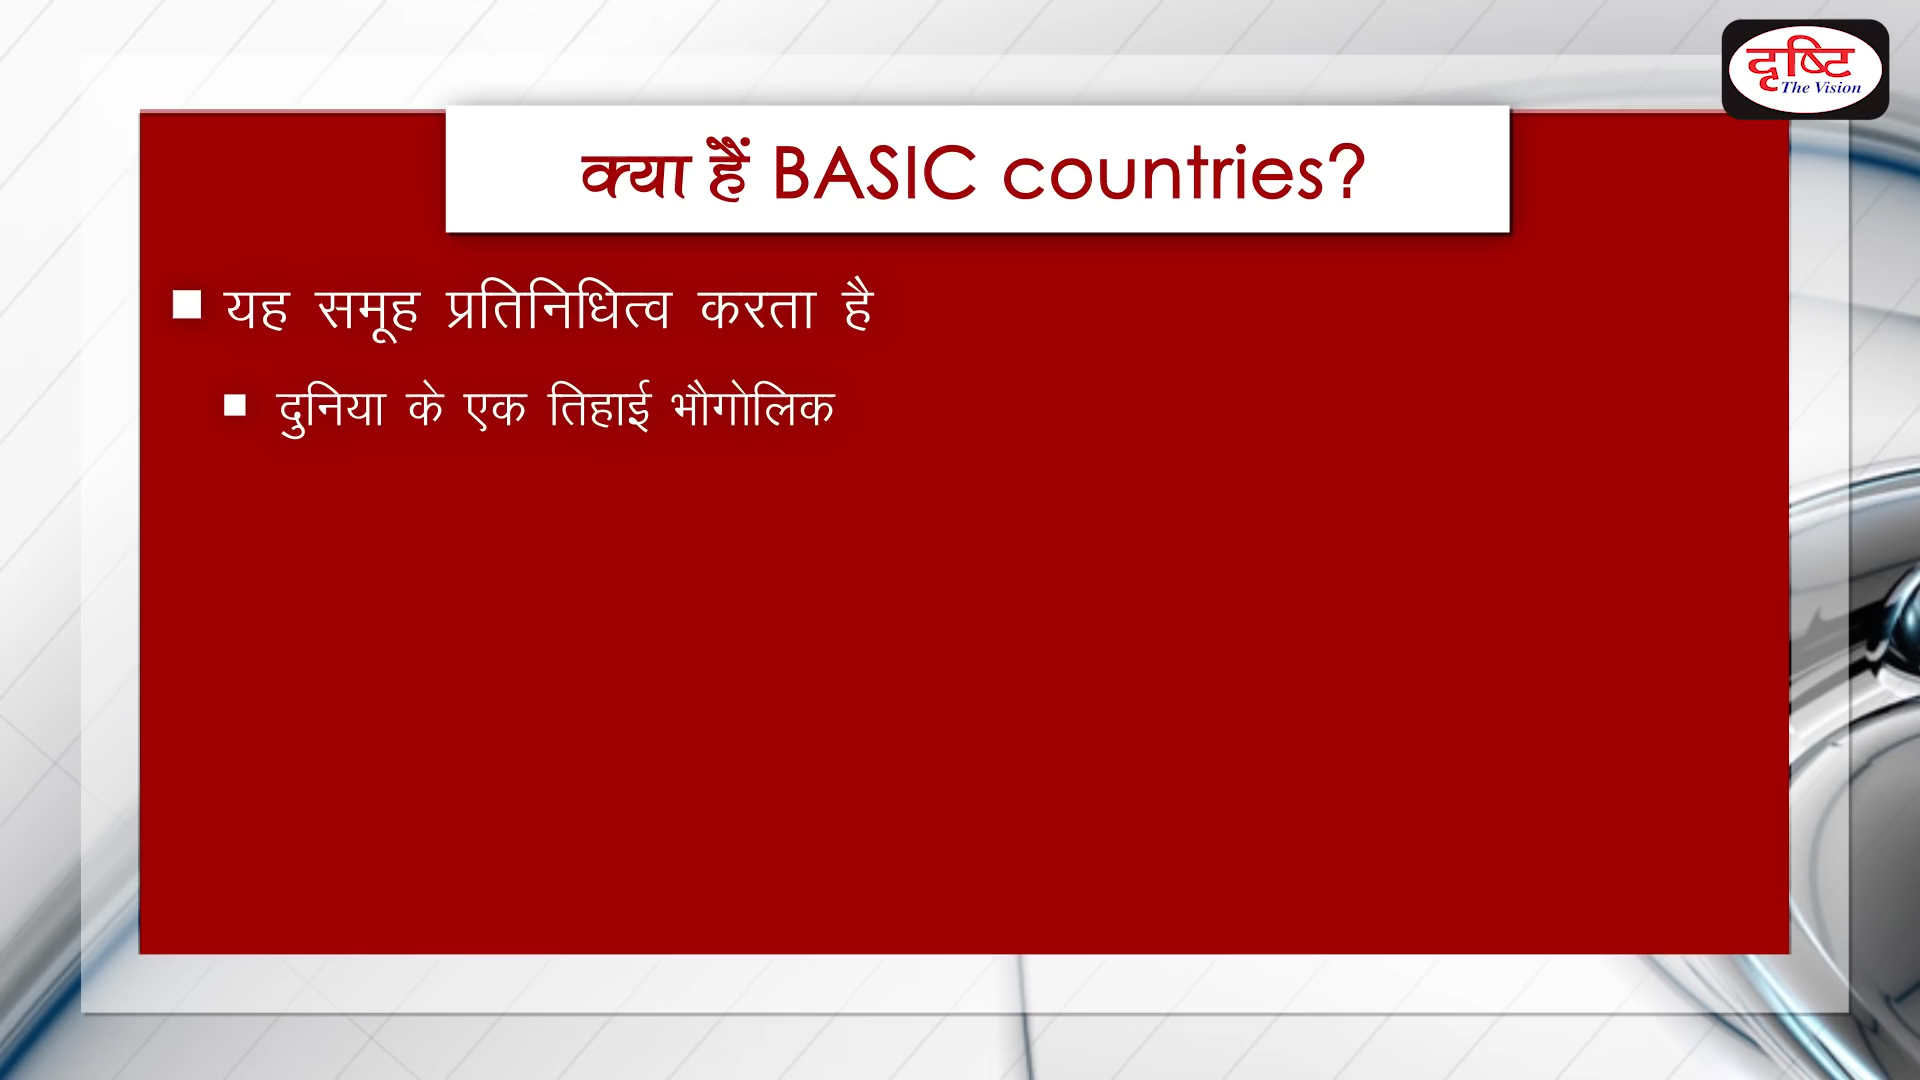 दृष्टि
The Vision
क्या हैं BASIC countries?
यह समूह प्रतिनिधित्व करता है
दुनिया के एक तिहाई भौगोलिक